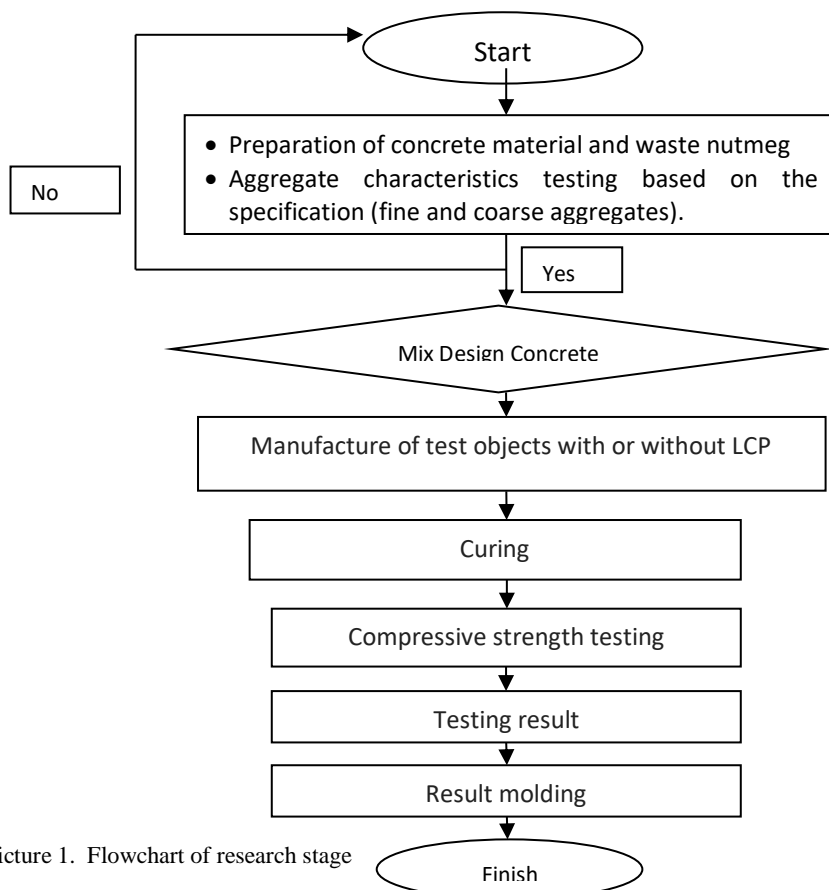 Start
• Preparation of concrete material and waste nutmeg
• Aggregate characteristics testing based on the
specification (fine and coarse aggregates).
No
Yes
Mix Design Concrete
Manufacture of test objects with or without LCP
Curing
Compressive strength testing
Testing result
Result molding
icture 1. Flowchart of research stage
Finish